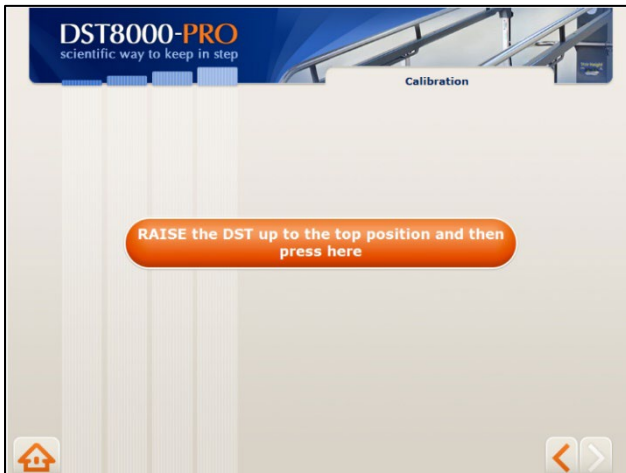 DST8000-PRO
scientific way to keep in step
Calibration
RAISE the DST up to the top position and then
press here